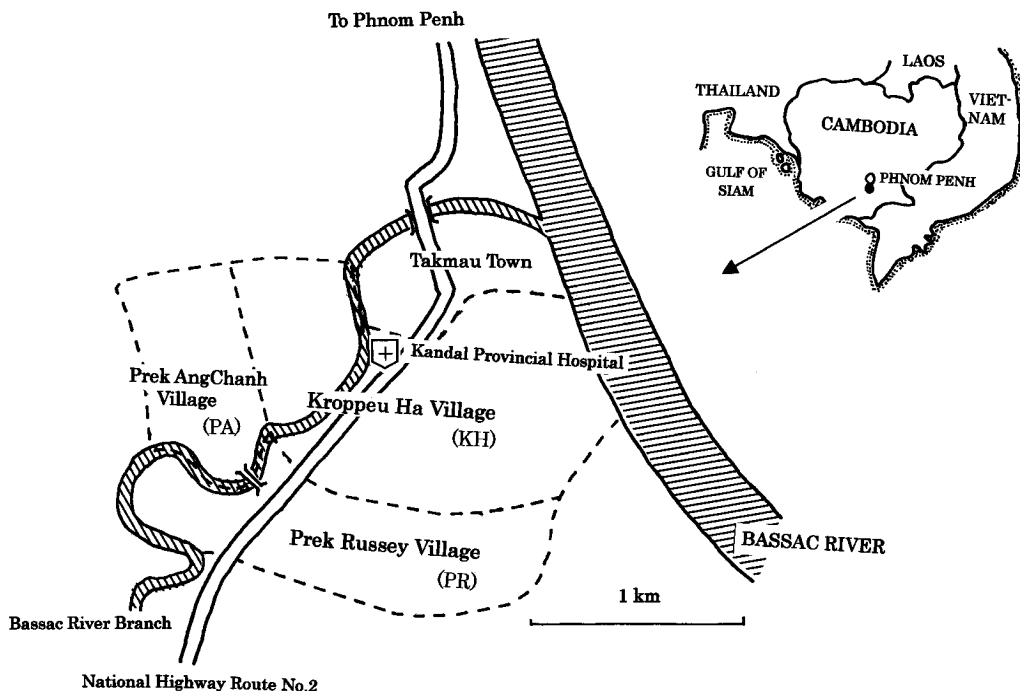 To Phnom Penh
LAOS
THAILAND
VIET-
NAM
CAMBODIA
GULF OF
SIAM
PHNOM PENH
Takmau Town
Kandal Provincial Hospital
Prek AngChanh
Village
(PA)
Kroppeu Ha Village
(KH)
Prek Russey Village
(PR)
BASSAC RIVER
1 km
Bassac River Branch
National Highway Route No.2